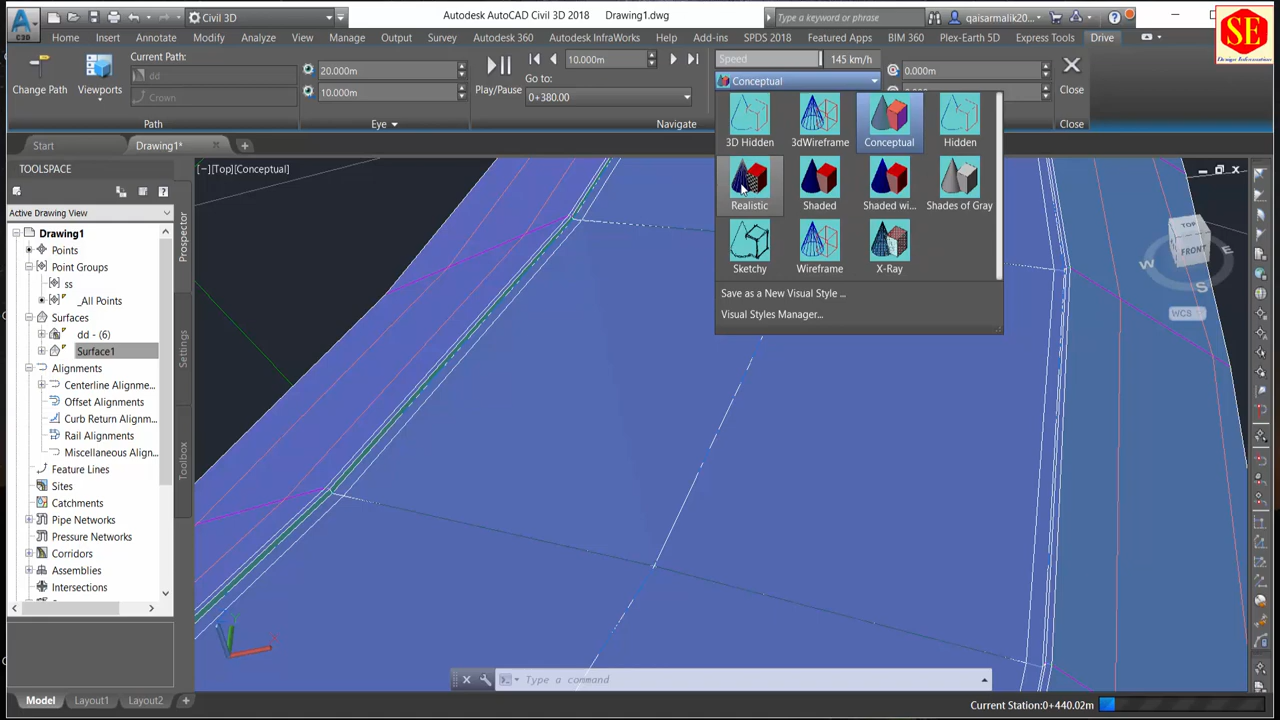 Civil 3D
Autodesk AutoCAD Civil 3D 2018 Drawing1.dwg
Type a keyword or phrase
qaisarmalik20...
SE
Design Information
C3D
Home Insert Annotate Modify Analyze View Manage Output Survey Autodesk 360 Autodesk InfraWorks Help Add-ins SPDS 2018 Featured Apps BIM 360 Plex-Earth 5D Express Tools Drive
Current Path:
dd
Crown
Change Path
Viewports
Path
20.000m
10.000m
Eye
Play/Pause
10.000m
Go to:
0+380.00
Navigate
Speed 145 km/h
Conceptual
0.000m
Close
Close
3D Hidden 3dWireframe Conceptual Hidden
Realistic Shaded Shaded wi... Shades of Gray
Sketchy Wireframe X-Ray
Save as a New Visual Style ...
Visual Styles Manager...
Start Drawing1*
TOOLSPACE
Active Drawing View
Drawing1
Points
Point Groups
ss
_All Points
Surfaces
dd - (6)
Surface1
Alignments
Centerline Alignme...
Offset Alignments
Curb Return Alignm...
Rail Alignments
Miscellaneous Align...
Feature Lines
Sites
Catchments
Pipe Networks
Pressure Networks
Corridors
Assemblies
Intersections
Prospector
Settings
Toolbox
[−][Top][Conceptual]
TOP
FRONT
W
S
WCS
Type a command
Model Layout1 Layout2
Current Station:0+440.02m